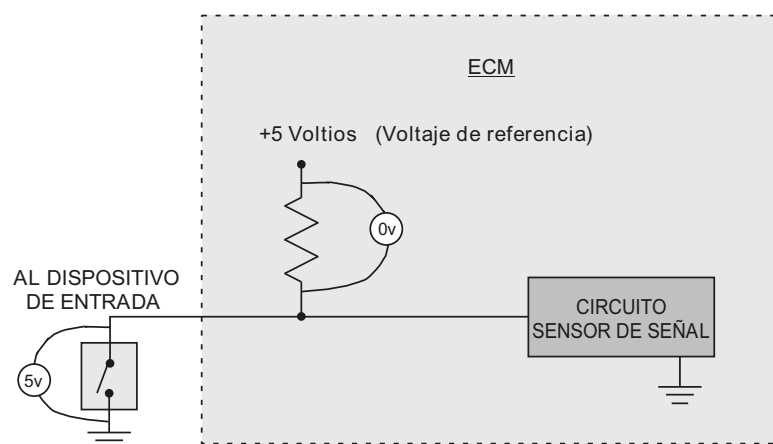 ECM
+5 Voltios (Voltaje de referencia)
0v
AL DISPOSITIVO
DE ENTRADA
CIRCUITO
SENSOR DE SEÑAL
5v